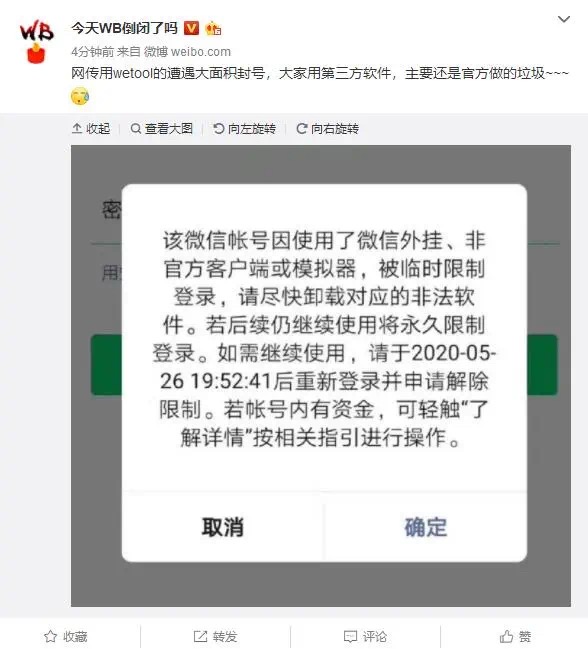 WB
今天WB倒闭了吗
4分钟前 来自 微博 weibo.com
网传用wetool的遭遇大面积封号，大家用第三方软件，主要还是官方做的垃圾~~~
收起 查看大图 向左旋转 向右旋转
密
用
该微信帐号因使用了微信外挂、非
官方客户端或模拟器，被临时限制
登录，请尽快卸载对应的非法软
件。若后续仍继续使用将永久限制
登录。如需继续使用，请于2020-05-
26 19:52:41后重新登录并申请解除
限制。若帐号内有资金，可轻触“了
解详情”按相关指引进行操作。
取消 确定
收藏 转发 评论 赞